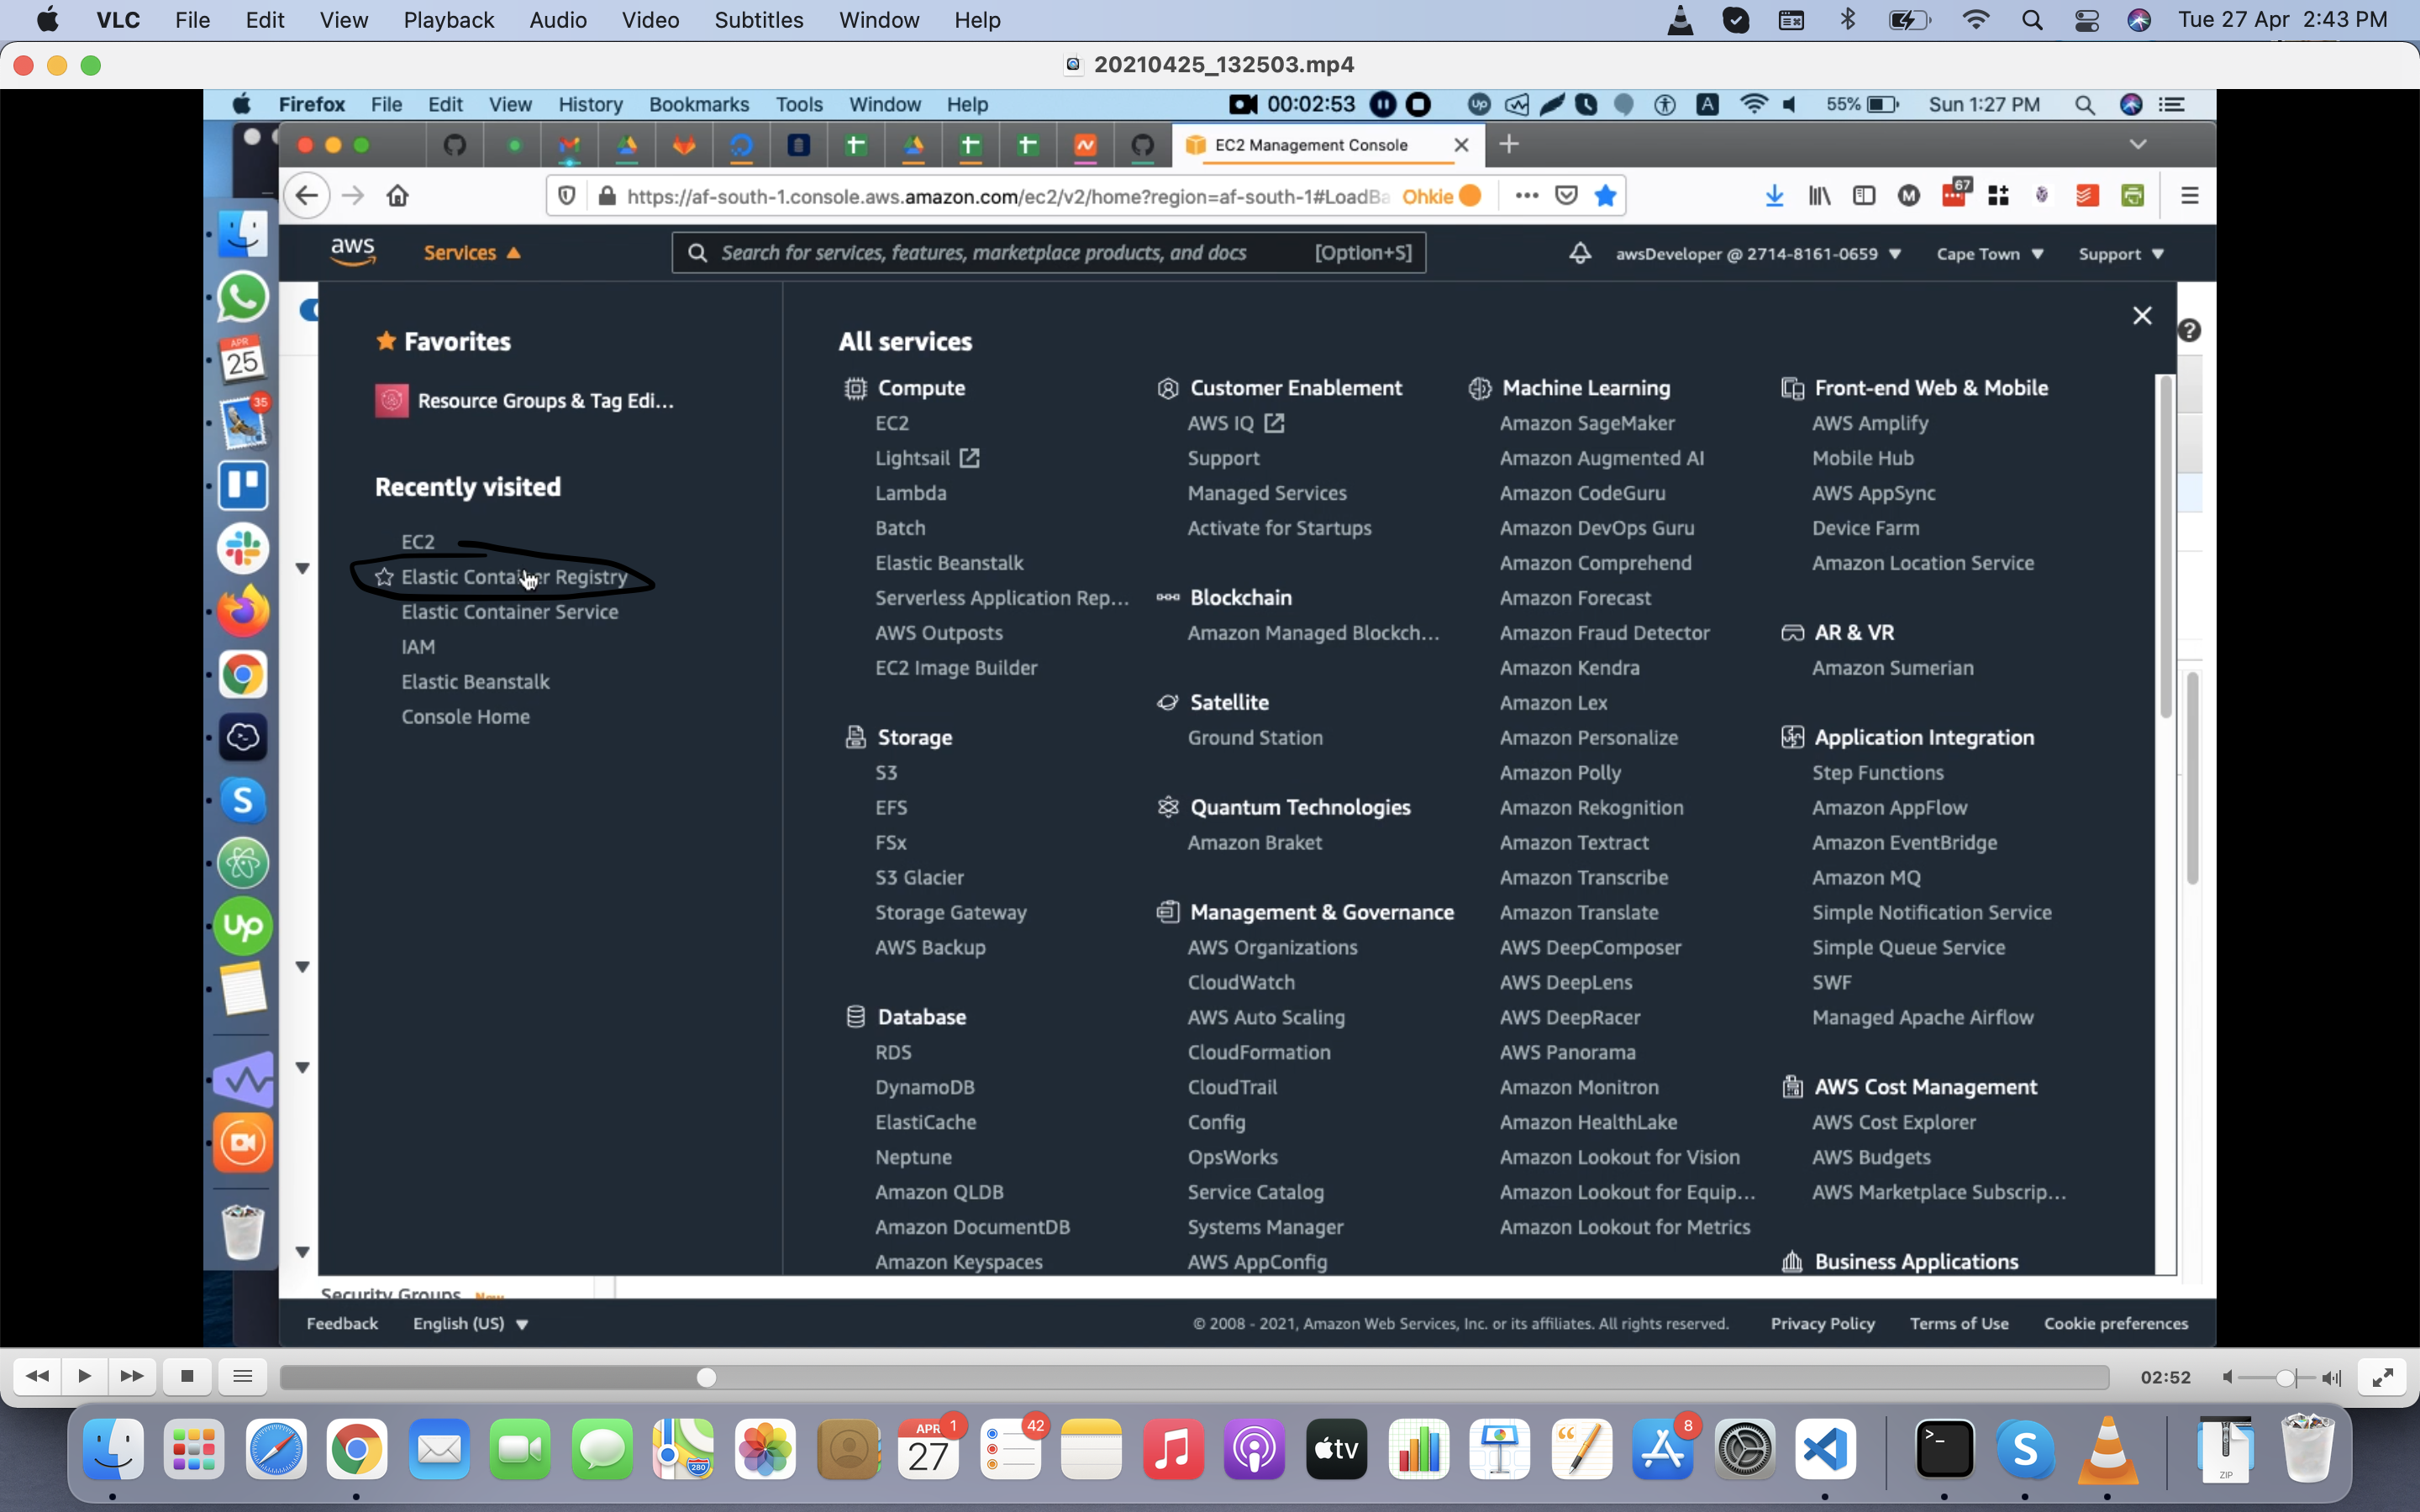 VLC File Edit View Playback Audio Video Subtitles Window Help Tue 27 Apr 2:43 PM
20210425_132503.mp4
Firefox File Edit View History Bookmarks Tools Window Help 00:02:53 up A 55% Sun 1:27 PM
EC2 Management Console
https://af-south-1.console.aws.amazon.com/ec2/v2/home?region=af-south-1#LoadBa Ohkie M 67
aws Services Search for services, features, marketplace products, and docs [Option+S] awsDeveloper @ 2714-8161-0659 Cape Town Support
Favorites
Resource Groups & Tag Edi...
Recently visited
EC2
Elastic Container Registry
Elastic Container Service
IAM
Elastic Beanstalk
Console Home
All services
Compute
EC2
Lightsail
Lambda
Batch
Elastic Beanstalk
Serverless Application Rep...
AWS Outposts
EC2 Image Builder
Storage
S3
EFS
FSx
S3 Glacier
Storage Gateway
AWS Backup
Database
RDS
DynamoDB
ElastiCache
Neptune
Amazon QLDB
Amazon DocumentDB
Amazon Keyspaces
Customer Enablement
AWS IQ
Support
Managed Services
Activate for Startups
Blockchain
Amazon Managed Blockch...
Satellite
Ground Station
Quantum Technologies
Amazon Braket
Management & Governance
AWS Organizations
CloudWatch
AWS Auto Scaling
CloudFormation
CloudTrail
Config
OpsWorks
Service Catalog
Systems Manager
AWS AppConfig
Machine Learning
Amazon SageMaker
Amazon Augmented AI
Amazon CodeGuru
Amazon DevOps Guru
Amazon Comprehend
Amazon Forecast
Amazon Fraud Detector
Amazon Kendra
Amazon Lex
Amazon Personalize
Amazon Polly
Amazon Rekognition
Amazon Textract
Amazon Transcribe
Amazon Translate
AWS DeepComposer
AWS DeepLens
AWS DeepRacer
AWS Panorama
Amazon Monitron
Amazon HealthLake
Amazon Lookout for Vision
Amazon Lookout for Equip...
Amazon Lookout for Metrics
Front-end Web & Mobile
AWS Amplify
Mobile Hub
AWS AppSync
Device Farm
Amazon Location Service
AR & VR
Amazon Sumerian
Application Integration
Step Functions
Amazon AppFlow
Amazon EventBridge
Amazon MQ
Simple Notification Service
Simple Queue Service
SWF
Managed Apache Airflow
AWS Cost Management
AWS Cost Explorer
AWS Budgets
AWS Marketplace Subscrip...
Business Applications
APR
25
35
S
up
Security Groups New
Feedback English (US) © 2008 - 2021, Amazon Web Services, Inc. or its affiliates. All rights reserved. Privacy Policy Terms of Use Cookie preferences
02:52
280
APR 1
27
42
tv
8
>_
S
ZIP